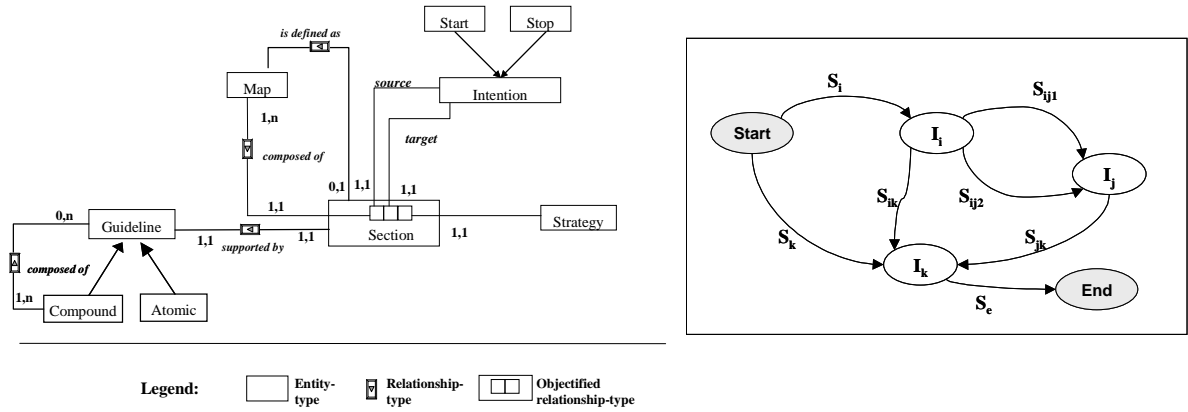 Start
Stop
is defined as
source
Map
Intention
1,n
target
composed of
0,1
1,1
1,1
1,1
0,n
Guideline
Section
Strategy
1,1
supported by
1,1
1,1
composed of
1,n
Compound
Atomic
Legend:
Entity-
type
Relationship-
type
Objectified
relationship-type
Si
Sij1
Start
Ii
Ij
Sik
Sij2
Sk
Sjk
Ik
End
Se